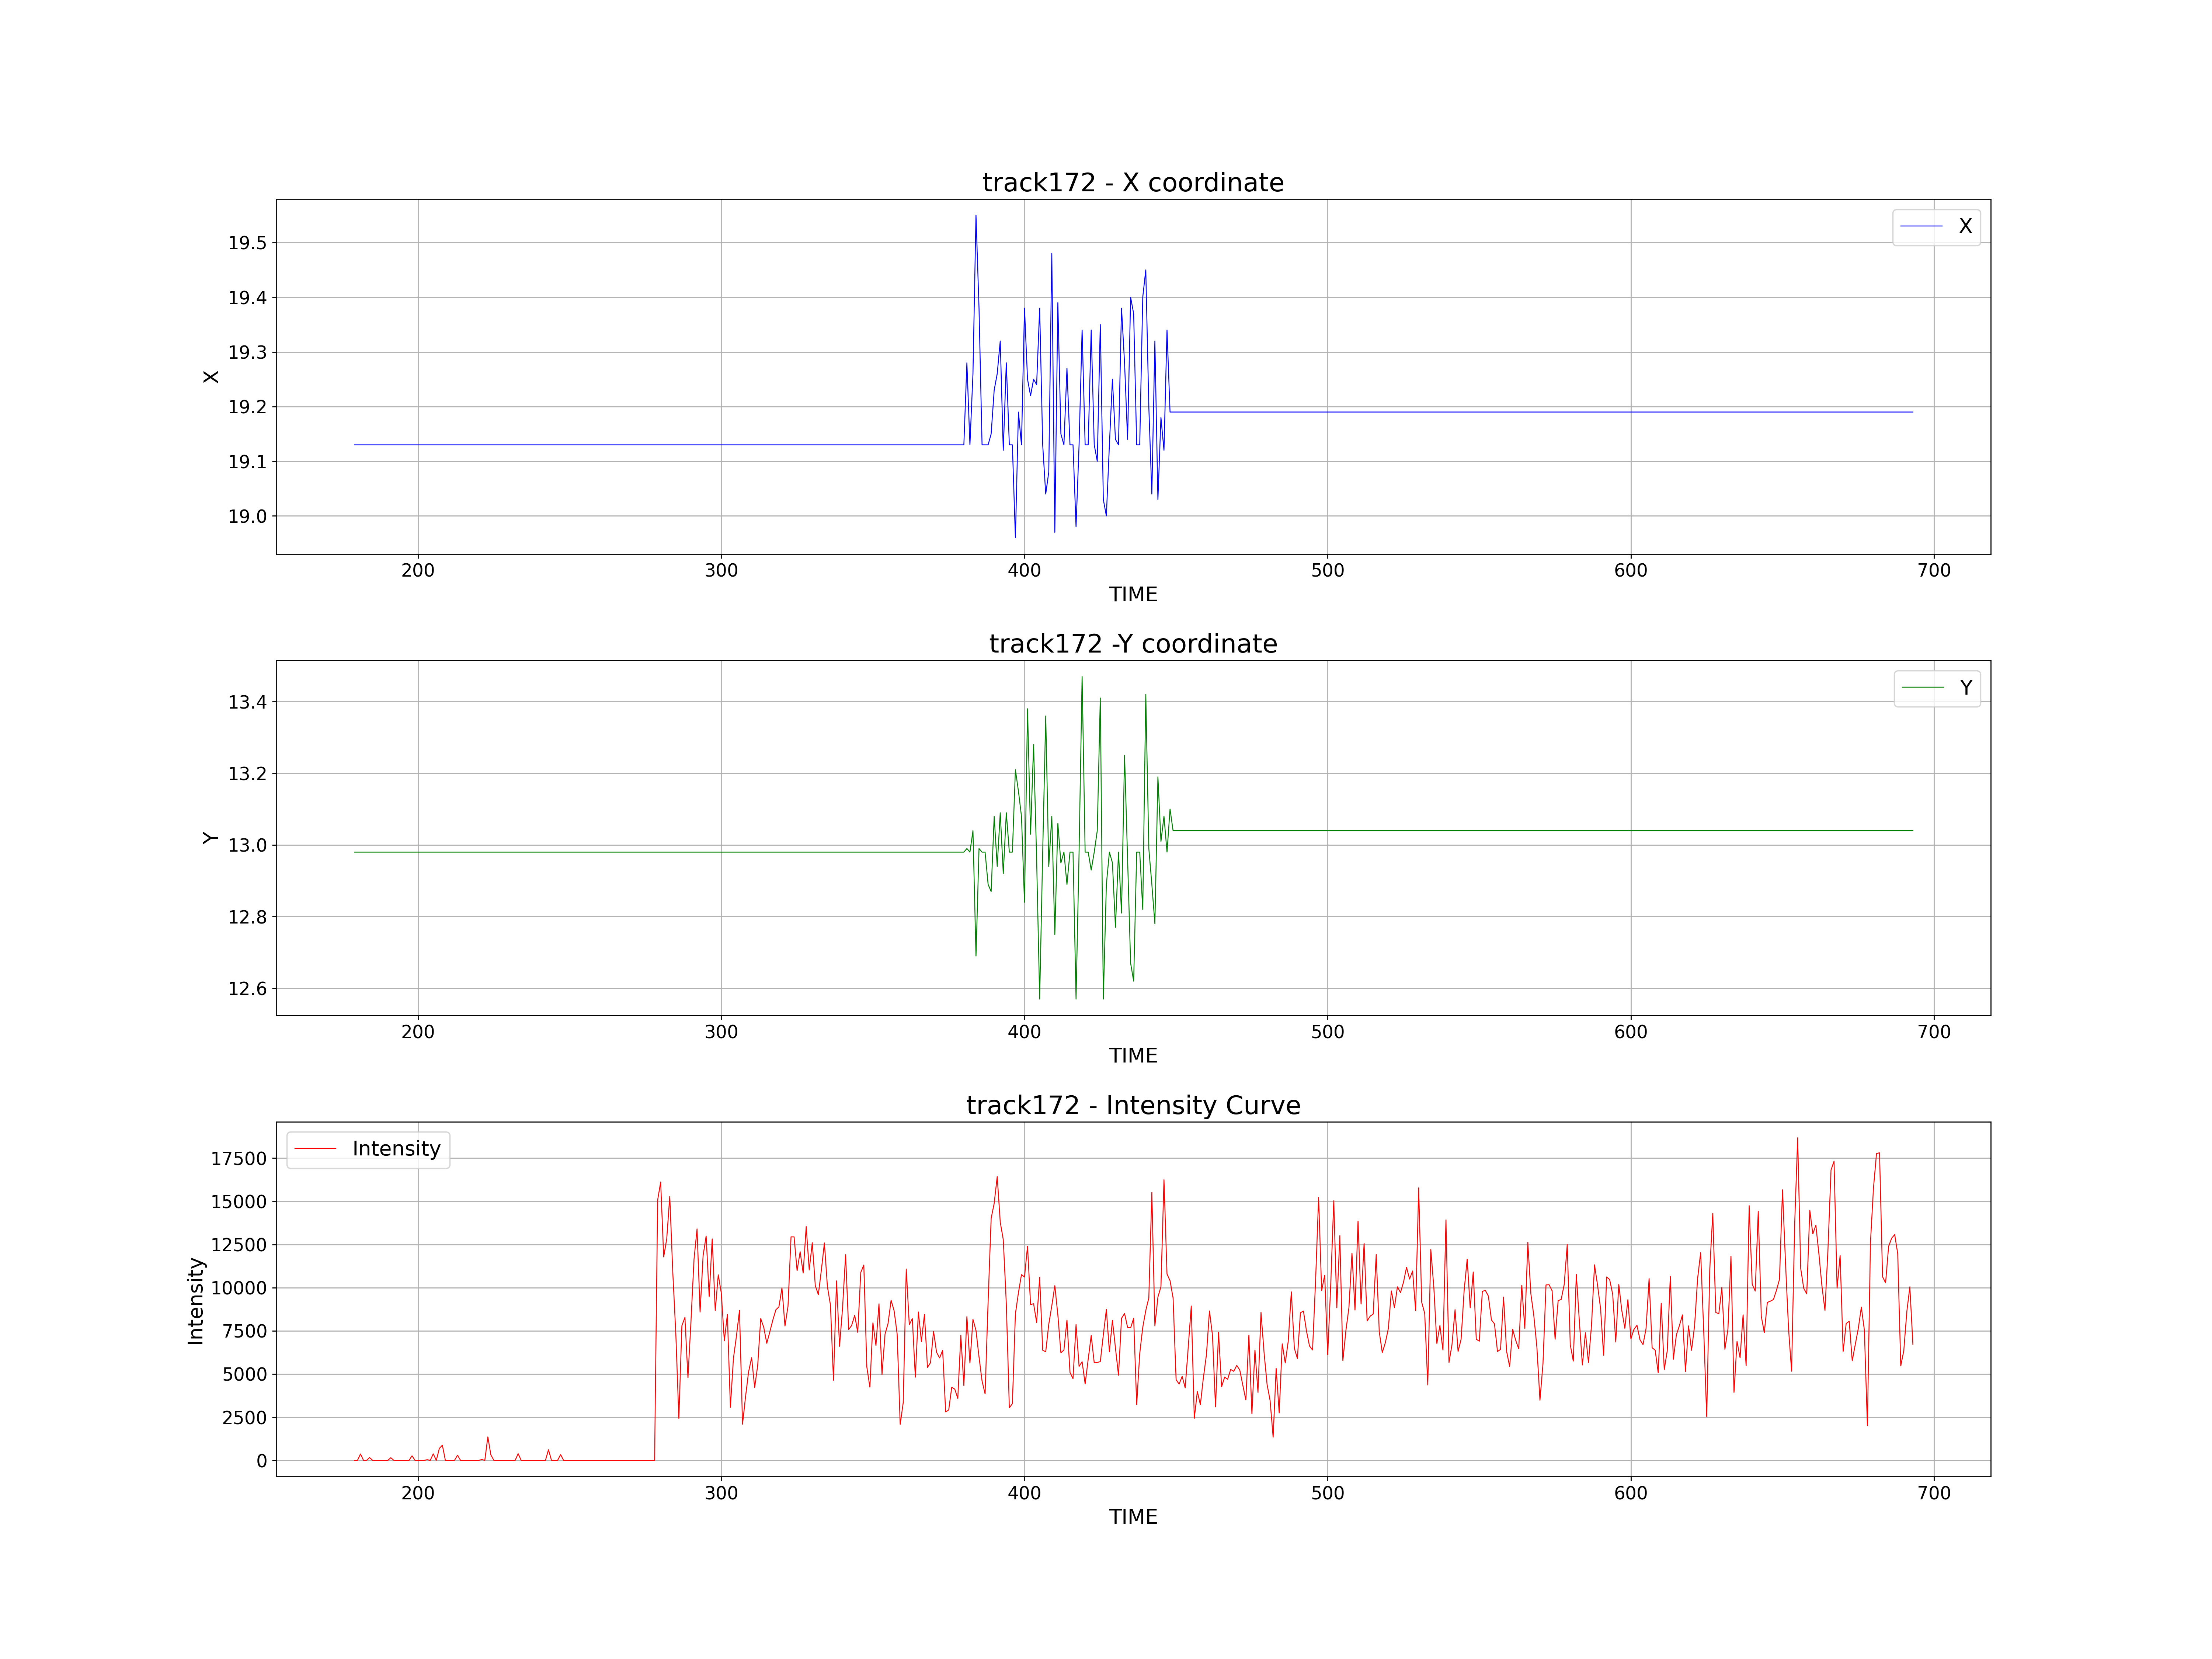 track172 - X coordinate
X
19.5
19.4
19.3
19.2
19.1
19.0
X
200 300 400 500 600 700
TIME
track172 -Y coordinate
Y
13.4
13.2
13.0
12.8
12.6
Y
200 300 400 500 600 700
TIME
track172 - Intensity Curve
Intensity
17500
15000
12500
10000
7500
5000
2500
0
Intensity
200 300 400 500 600 700
TIME